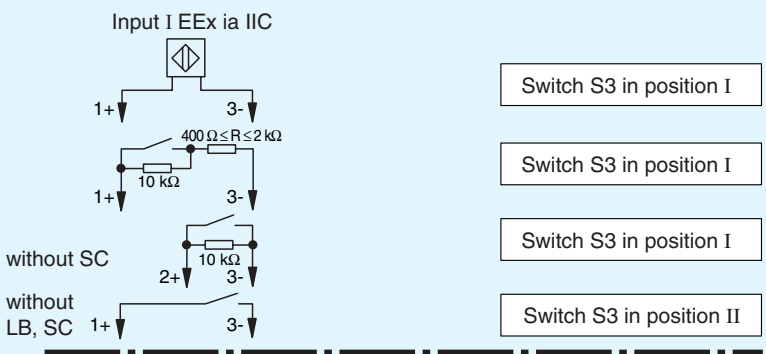 Input I EEx ia IIC
Switch S3 in position I
1+ 3-
400 Ω ≤ R ≤ 2 kΩ
Switch S3 in position I
10 kΩ
1+ 3-
Switch S3 in position I
without SC
10 kΩ
2+ 3-
without
LB, SC 1+ 3-
Switch S3 in position II